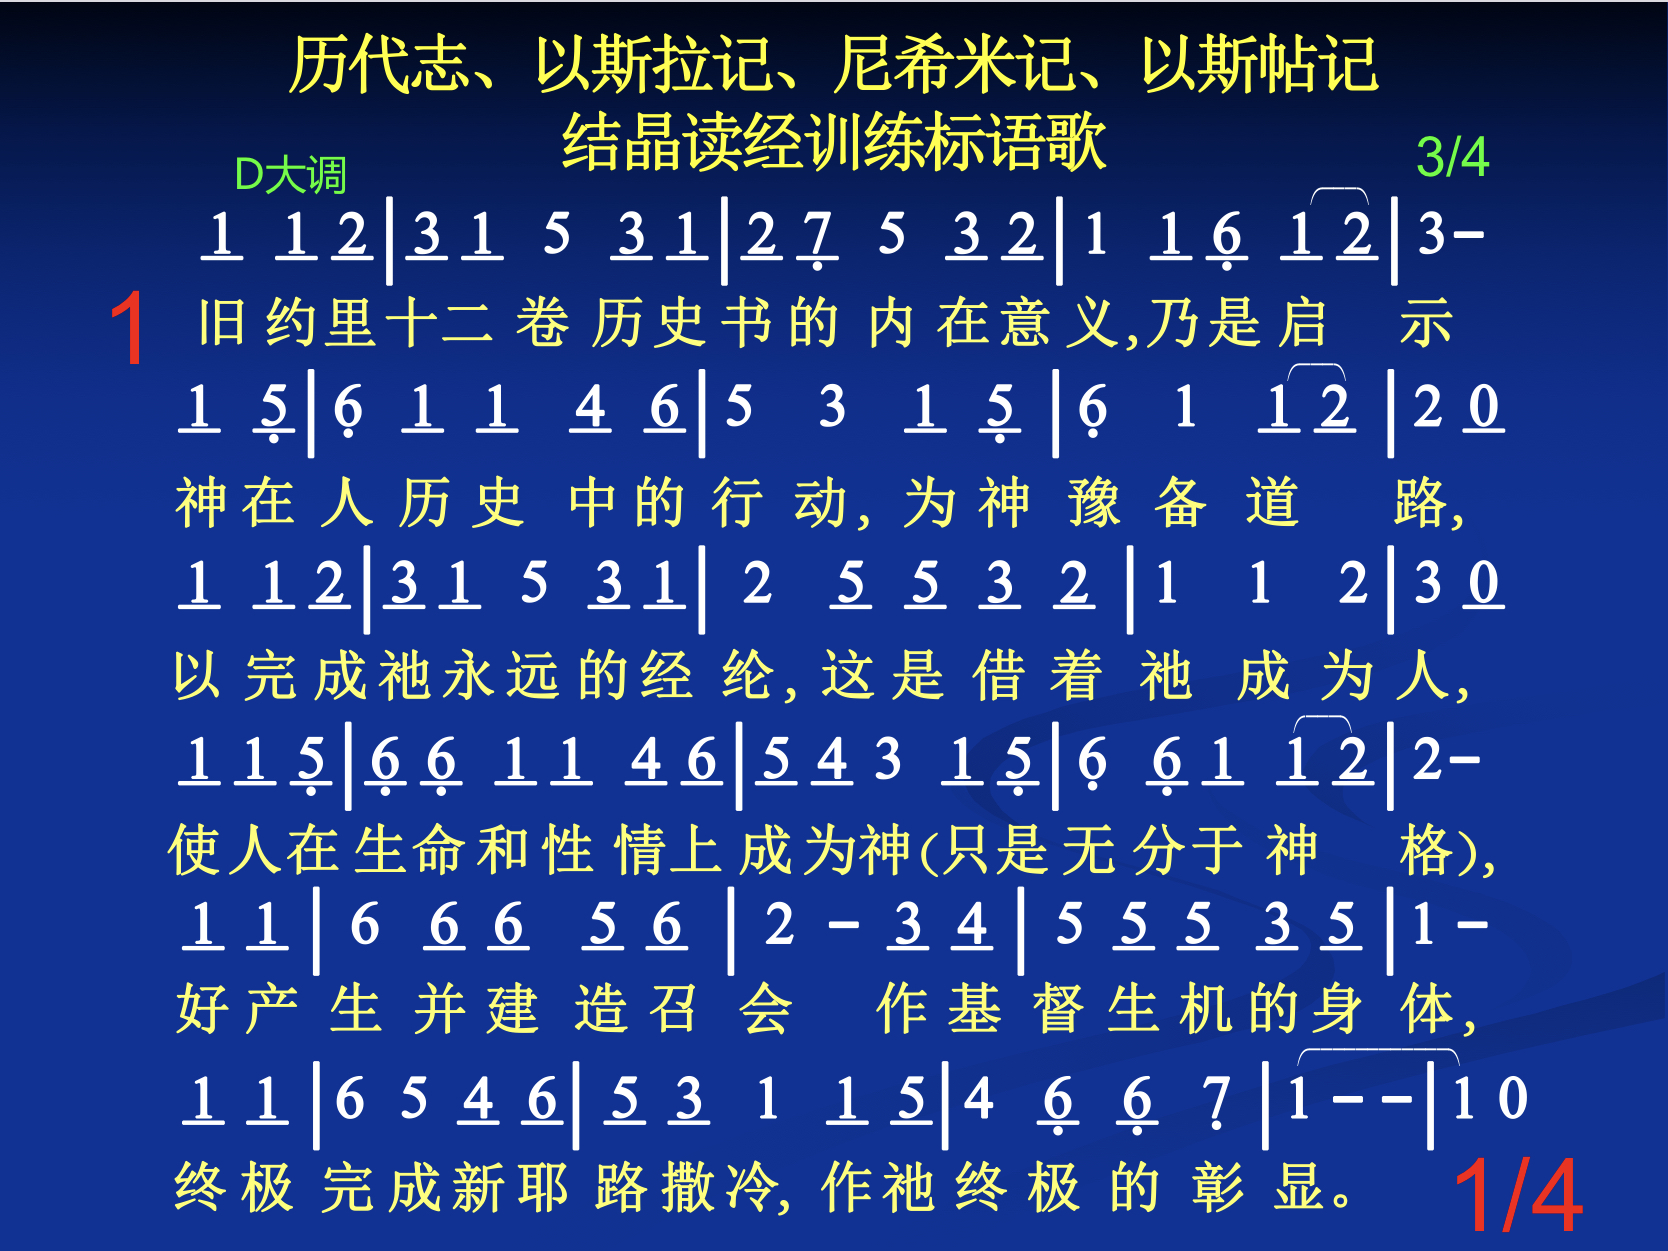 历代志、以斯拉记、尼希米记、以斯帖记
结晶读经训练标语歌
D大调 3/4
1 1 2 | 3 1 5 3 1 | 2 7̣ 5 3 2 | 1 1 6̣ 1 2 | 3 –
1 旧约里十二卷历史书的内在意义,乃是启示
1 5̣ | 6̣ 1 1 4 6 | 5 3 1 5̣ | 6̣ 1 1 2 | 2 0
神在人历史中的行动,为神豫备道路,
1 1 2 | 3 1 5 3 1 | 2 5 5 3 2 | 1 1 2 | 3 0
以完成祂永远的经纶,这是借着祂成为人,
1 1 5̣ | 6̣ 6̣ 1 1 4 6 | 5 4 3 1 5̣ | 6̣ 6̣ 1 1 2 | 2 –
使人在生命和性情上成为神(只是无分于神格),
1 1 | 6 6 6 5 6 | 2 – 3 4 | 5 5 5 3 5 | 1 –
好产生并建造召会 作基督生机的身体,
1 1 | 6 5 4 6 | 5 3 1 1 5 | 4 6̣ 6̣ 7̣ | 1 – – | 1 0
终极完成新耶路撒冷,作祂终极的彰显。
1/4